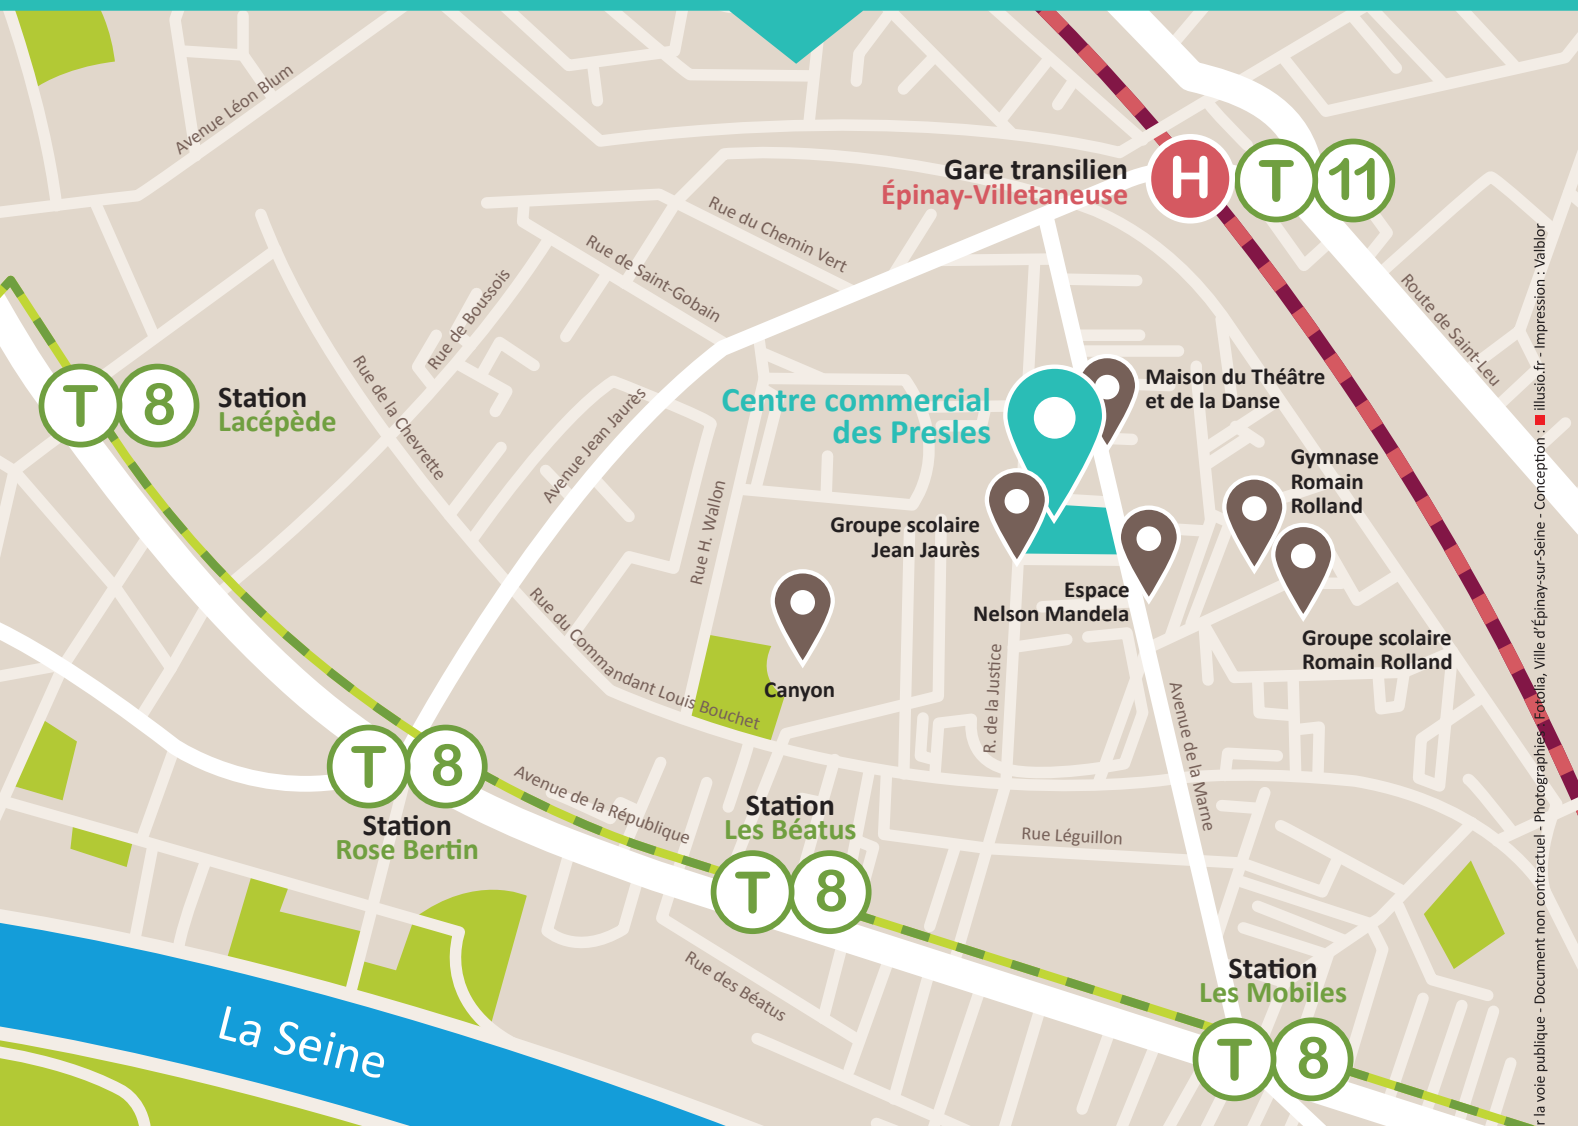 Avenue Léon Blum
Gare transilien
Épinay-Villetaneuse
H
T
11
Rue du Chemin Vert
Rue de Saint-Gobain
Rue de Boussois
Route de Saint-Leu
T
8
Station
Lacépède
Rue de la Chevrette
Avenue Jean Jaurès
Centre commercial
des Presles
Maison du Théâtre
et de la Danse
Gymnase
Romain
Rolland
Rue H. Wallon
Groupe scolaire
Jean Jaurès
Espace
Nelson Mandela
Groupe scolaire
Romain Rolland
Rue du Commandant Louis Bouchet
Canyon
R. de la Justice
Avenue de la Marne
T
8
Station
Rose Bertin
Avenue de la République
Station
Les Béatus
T
8
Rue Léguillon
Rue des Béatus
Station
Les Mobiles
T
8
La Seine
r la voie publique - Document non contractuel - Photographies : Fotolia, Ville d'Épinay-sur-Seine - Conception : illusio.fr - Impression : Valblor